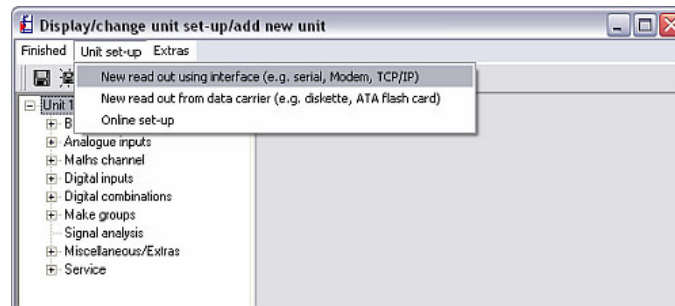 Display/change unit set-up/add new unit
Finished Unit set-up Extras
New read out using interface (e.g. serial, Modem, TCP/IP)
New read out from data carrier (e.g. diskette, ATA flash card)
Online set-up
Unit 1
B
Analogue inputs
Maths channel
Digital inputs
Digital combinations
Make groups
Signal analysis
Miscellaneous/Extras
Service